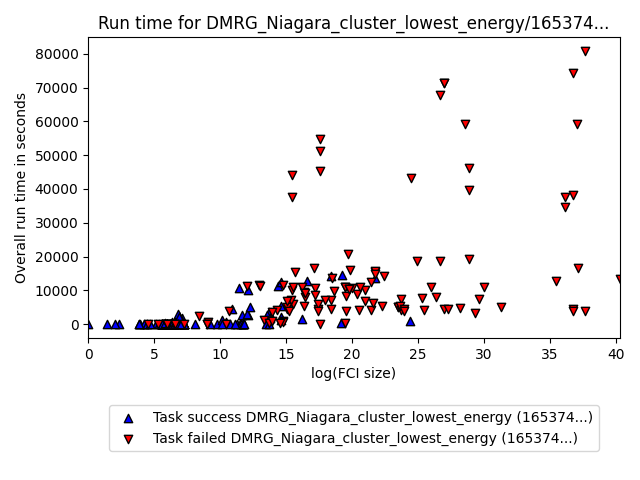 Run time for DMRG_Niagara_cluster_lowest_energy/165374...
80000
70000
60000
50000
40000
30000
20000
10000
0
Overall run time in seconds
0 5 10 15 20 25 30 35 40
log(FCI size)
Task success DMRG_Niagara_cluster_lowest_energy (165374...)
Task failed DMRG_Niagara_cluster_lowest_energy (165374...)